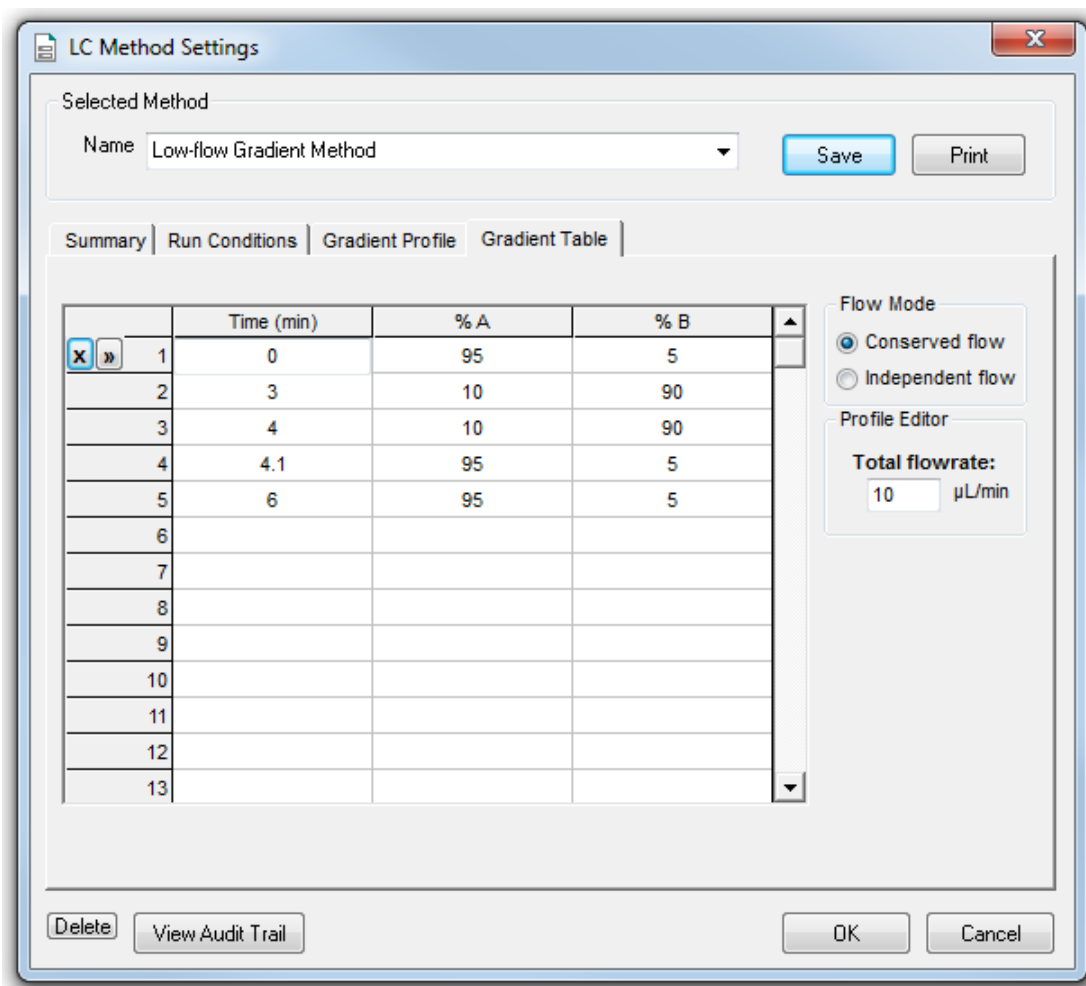 LC Method Settings
Selected Method
Name Low-flow Gradient Method Save Print
Summary Run Conditions Gradient Profile Gradient Table
Time (min) % A % B
x » 1 0 95 5
2 3 10 90
3 4 10 90
4 4.1 95 5
5 6 95 5
6
7
8
9
10
11
12
13
Flow Mode
Conserved flow
Independent flow
Profile Editor
Total flowrate:
10 µL/min
Delete View Audit Trail OK Cancel